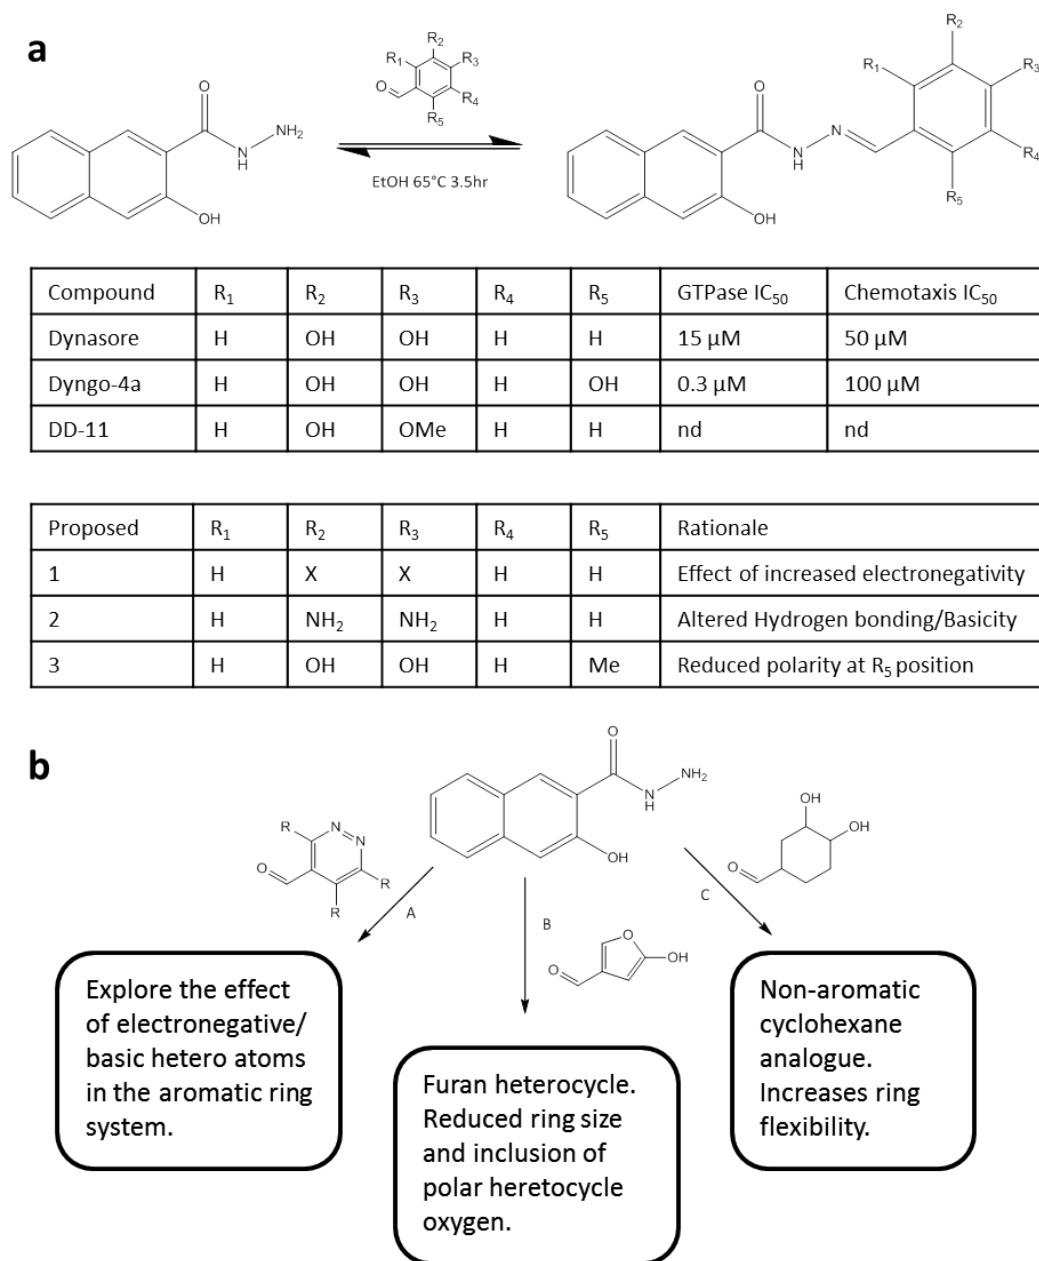 a
R₂
R₁
R₃
O
R₄
R₅
O
NH₂
N
H
OH
EtOH 65°C 3.5hr
R₂
R₁
R₃
O
N
N
H
R₄
R₅
OH
Compound R₁ R₂ R₃ R₄ R₅ GTPase IC₅₀ Chemotaxis IC₅₀
Dynasore H OH OH H H 15 µM 50 µM
Dyngo-4a H OH OH H OH 0.3 µM 100 µM
DD-11 H OH OMe H H nd nd
Proposed R₁ R₂ R₃ R₄ R₅ Rationale
1 H X X H H Effect of increased electronegativity
2 H NH₂ NH₂ H H Altered Hydrogen bonding/Basicity
3 H OH OH H Me Reduced polarity at R₅ position
b
O
NH₂
N
H
OH
R
N
N
O
R
R
A
B
O
OH
O
C
OH
OH
O
Explore the effect
of electronegative/
basic hetero atoms
in the aromatic ring
system.
Furan heterocycle.
Reduced ring size
and inclusion of
polar heretocycle
oxygen.
Non-aromatic
cyclohexane
analogue.
Increases ring
flexibility.